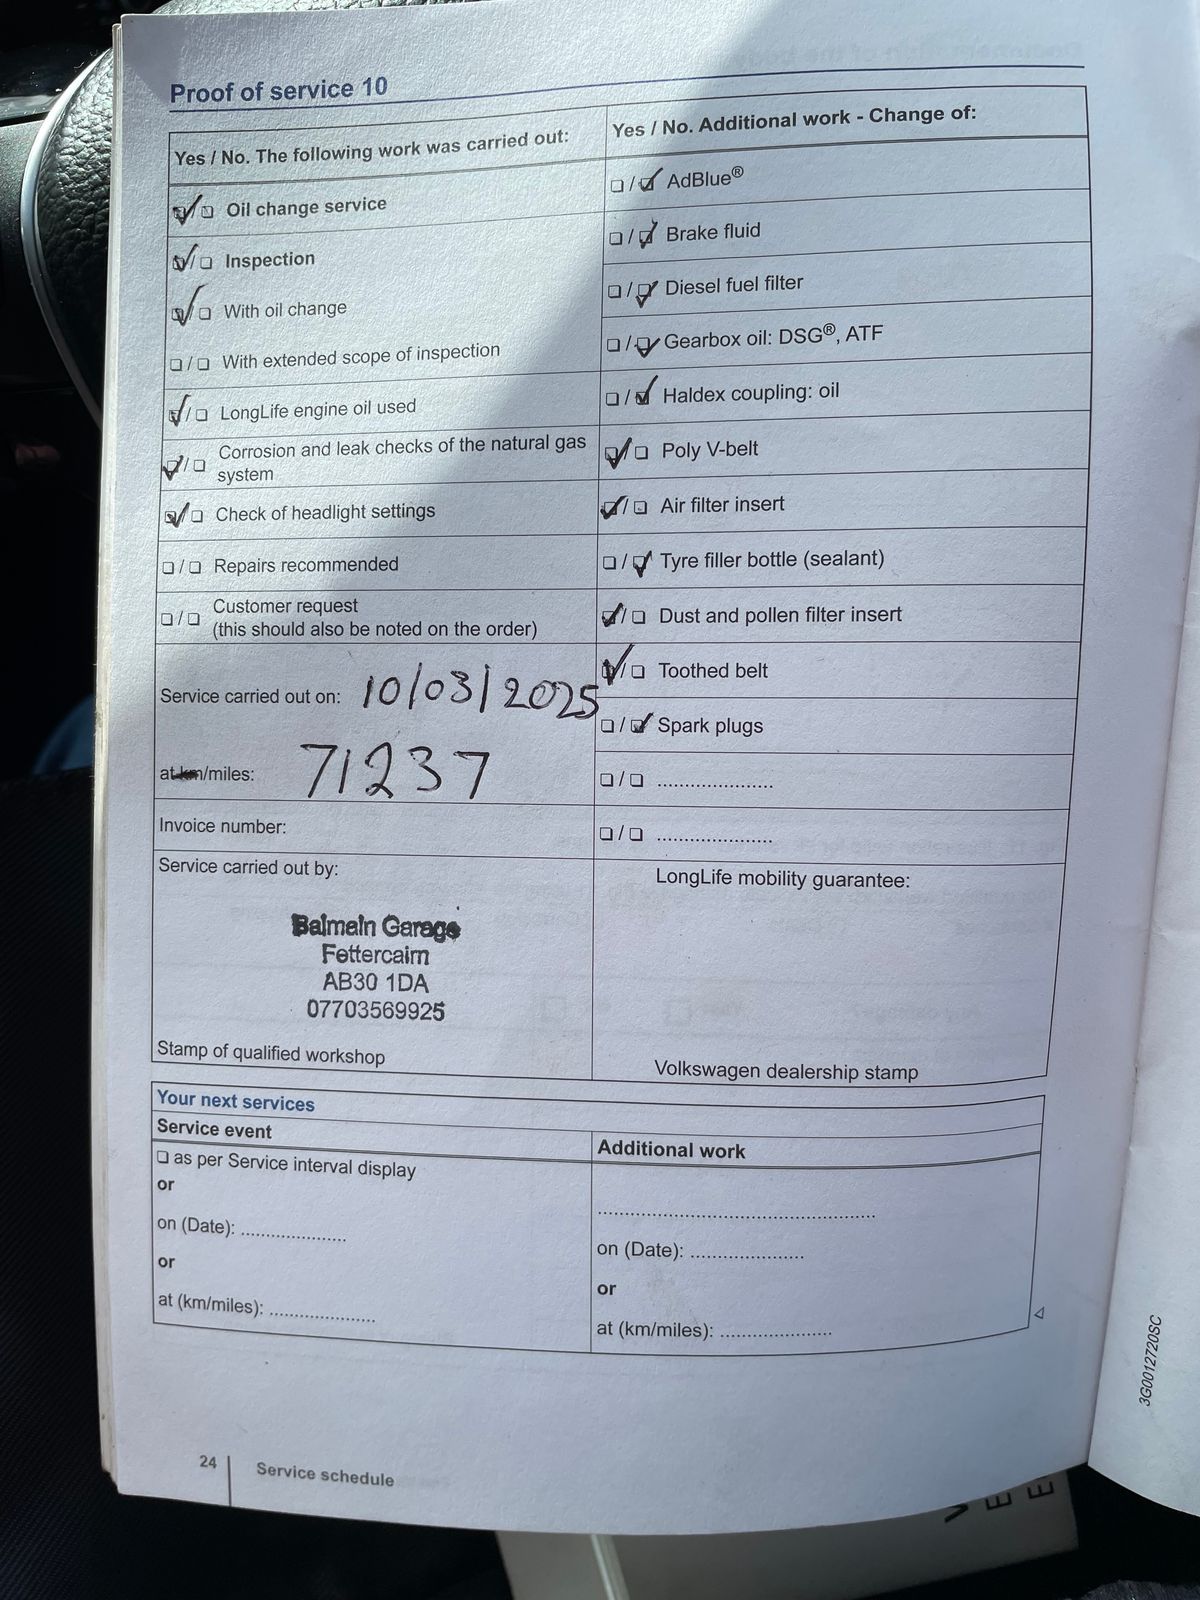 Proof of service 10
Yes / No. The following work was carried out:
☑/☐ Oil change service
☑/☐ Inspection
☑/☐ With oil change
☐/☐ With extended scope of inspection
☑/☐ LongLife engine oil used
☑/☐ Corrosion and leak checks of the natural gas
system
☑/☐ Check of headlight settings
☐/☐ Repairs recommended
☐/☐ Customer request
(this should also be noted on the order)
Service carried out on: 10/03/2025
at km/miles: 71237
Invoice number:
Service carried out by:
Balmain Garage
Fettercairn
AB30 1DA
07703569925
Stamp of qualified workshop
Yes / No. Additional work - Change of:
☐/☑ AdBlue®
☐/☑ Brake fluid
☐/☑ Diesel fuel filter
☐/☑ Gearbox oil: DSG®, ATF
☐/☑ Haldex coupling: oil
☑/☐ Poly V-belt
☑/☐ Air filter insert
☐/☑ Tyre filler bottle (sealant)
☑/☐ Dust and pollen filter insert
☑/☐ Toothed belt
☐/☑ Spark plugs
☐/☐ .....................
☐/☐ .....................
LongLife mobility guarantee:
Volkswagen dealership stamp
Your next services
Service event
☐ as per Service interval display
or
on (Date): .....................
or
at (km/miles): .....................
Additional work
.....................................................
on (Date): .....................
or
at (km/miles): .....................
24
Service schedule
3G0012720SC